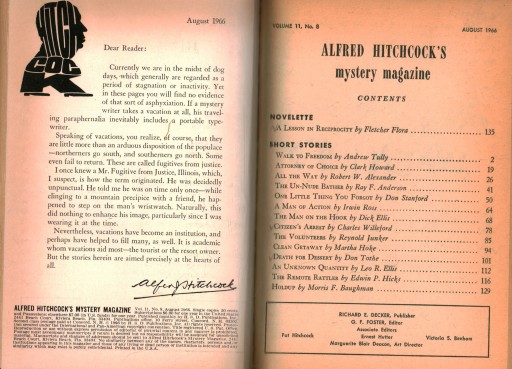 HITCH
COCK
August 1966
Dear Reader:
Currently we are in the midst of dog
days, which generally are regarded as a
period of stagnation or inactivity. Yet in
these pages you will find no evidence
of that sort of asphyxiation. If a mystery
writer takes a vacation at all, his travel-
ing paraphernalia inevitably includes a portable type-
writer.
Speaking of vacations, you realize, of course, that they
are little more than an arduous disposition of the populace
—northerners go south, and southerners go north. Some
even fail to return. These are called fugitives from justice.
I once knew a Mr. Fugitive from Justice, Illinois, which,
I suspect, is how the term originated. He was decidedly
unpunctual. He told me he was on time only once—while
clinging to a mountain precipice with a friend, he hap-
pened to step on the man's wristwatch. Naturally, this
did nothing to enhance his image, particularly since I was
wearing it at the time.
Nevertheless, vacations have become an institution, and
perhaps have helped to fill many, as well. It is academic
whom vacations aid most—the tourist or the resort owner.
But the stories herein are aimed precisely at the hearts
of all.
Alfred Hitchcock
ALFRED HITCHCOCK'S MYSTERY MAGAZINE
VOLUME 11, No. 8
AUGUST 1966
ALFRED HITCHCOCK'S
mystery magazine
CONTENTS
NOVELETTE
A Lesson in Reciprocity by Fletcher Flora 135
SHORT STORIES
Walk to Freedom by Andrew Tully 2
Attorney of Choice by Clark Howard 19
All the Way by Robert W. Alexander 26
The Un-Nude Bather by Ray F. Anderson 41
One Little Thing You Forgot by Dan Stanford 50
A Man of Action by Irwin Ross 64
The Man on the Hook by Dick Ellis 68
Citizen's Arrest by Charles Willeford 78
The Volunteers by Reynald Junker 85
Clean Getaway by Martha Hoke 94
Death for Dessert by Don Tothe 101
An Unknown Quantity by Leo R. Ellis 112
The Remote Rattler by Edwin P. Hicks 116
Holdup by Morris F. Baughman 129
RICHARD E. DECKER, Publisher
G. F. FOSTER, Editor
Associate Editors
Pat Hitchcock
Ernest Hutter
Victoria S. Benham
Marguerite Blair Deacon, Art Director